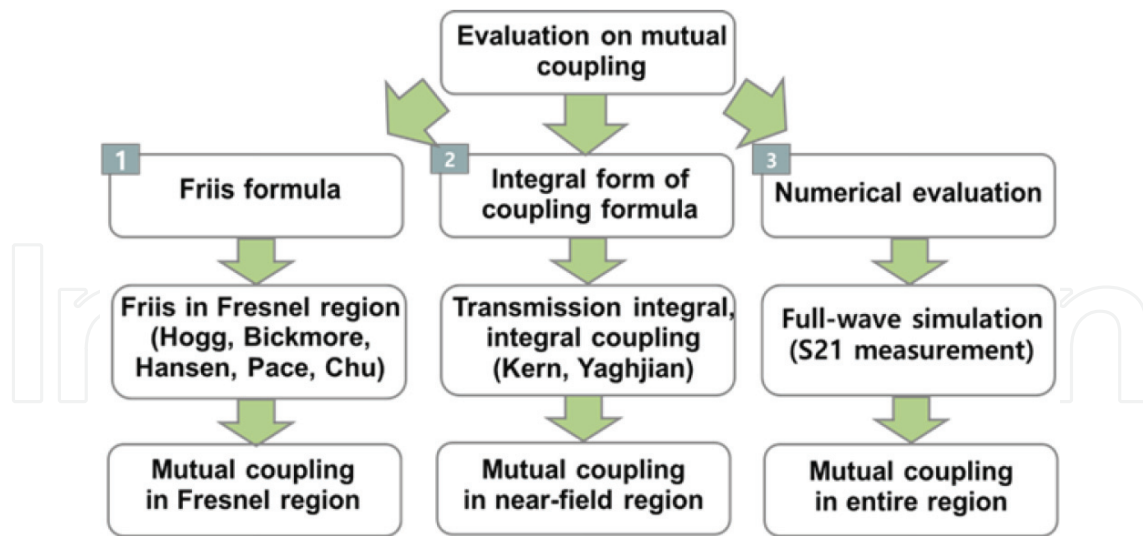 Evaluation on mutual
coupling
1
Friis formula
2
Integral form of
coupling formula
3
Numerical evaluation
Friis in Fresnel region
(Hogg, Bickmore,
Hansen, Pace, Chu)
Transmission integral,
integral coupling
(Kern, Yaghjian)
Full-wave simulation
(S21 measurement)
Mutual coupling
in Fresnel region
Mutual coupling
in near-field region
Mutual coupling
in entire region